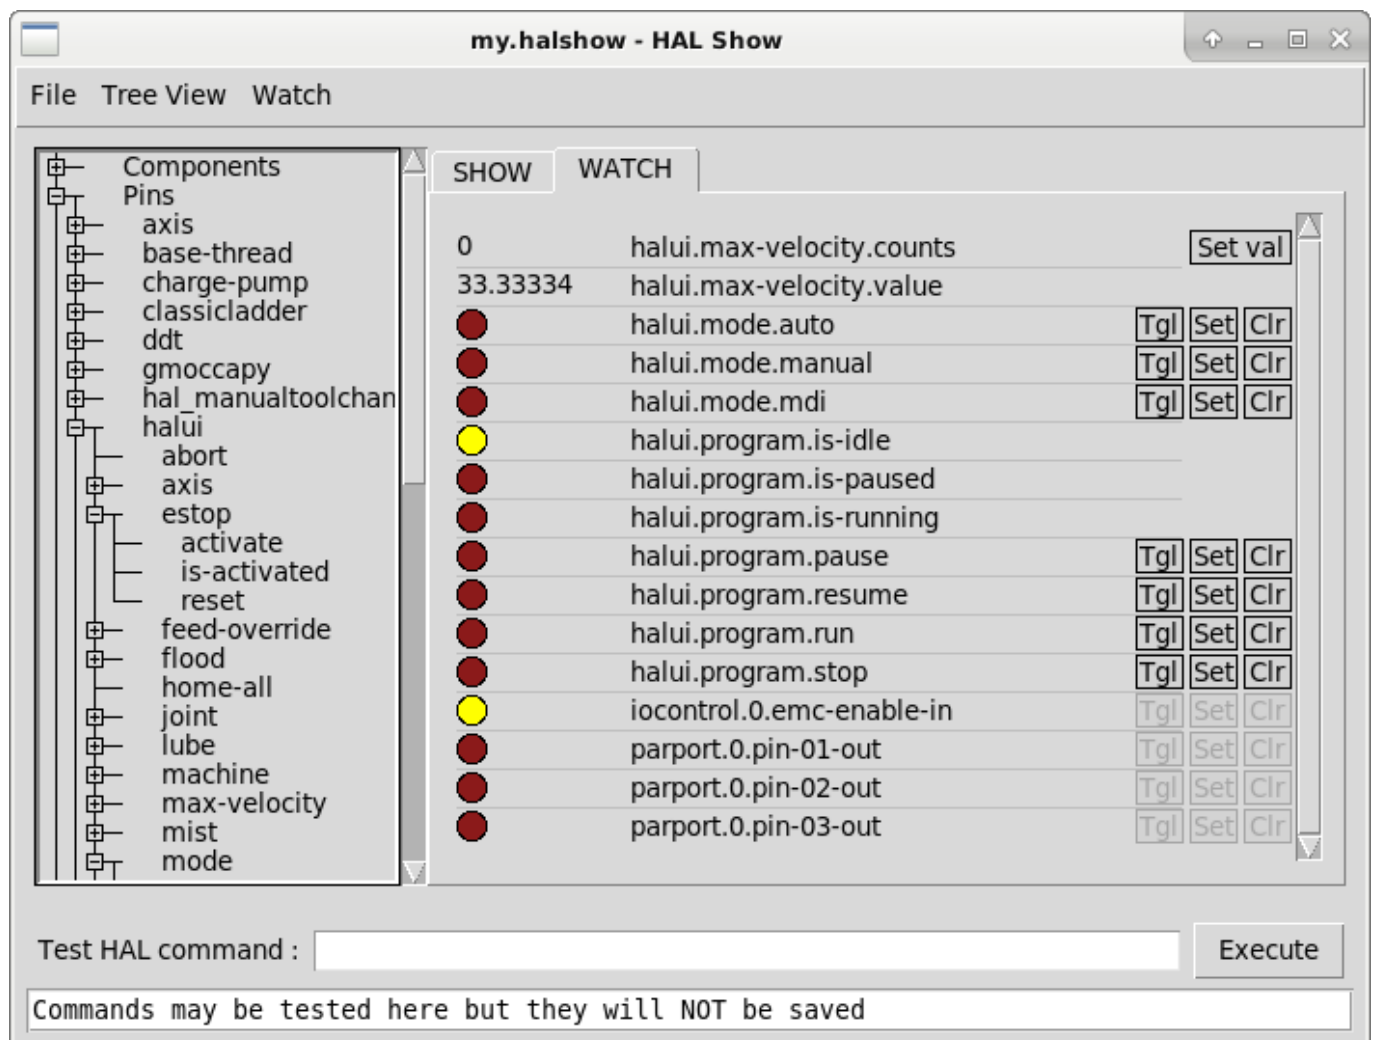 my.halshow - HAL Show
File Tree View Watch
Components
Pins
axis
base-thread
charge-pump
classicladder
ddt
gmoccapy
hal_manualtoolchan
halui
abort
axis
estop
activate
is-activated
reset
feed-override
flood
home-all
joint
lube
machine
max-velocity
mist
mode
SHOW WATCH
0 halui.max-velocity.counts Set val
33.33334 halui.max-velocity.value
halui.mode.auto Tgl Set Clr
halui.mode.manual Tgl Set Clr
halui.mode.mdi Tgl Set Clr
halui.program.is-idle
halui.program.is-paused
halui.program.is-running
halui.program.pause Tgl Set Clr
halui.program.resume Tgl Set Clr
halui.program.run Tgl Set Clr
halui.program.stop Tgl Set Clr
iocontrol.0.emc-enable-in Tgl Set Clr
parport.0.pin-01-out Tgl Set Clr
parport.0.pin-02-out Tgl Set Clr
parport.0.pin-03-out Tgl Set Clr
Test HAL command : Execute
Commands may be tested here but they will NOT be saved